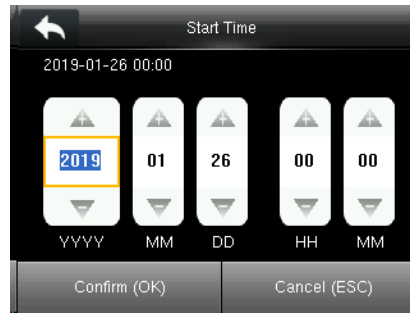 Start Time
2019-01-26 00:00
2019 01 26 00 00
YYYY MM DD HH MM
Confirm (OK) Cancel (ESC)